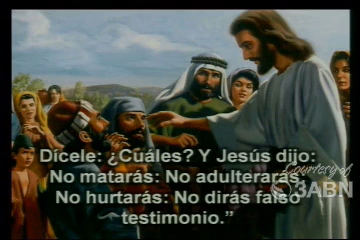 Dícele: ¿Cuáles? Y Jesús dijo:
No matarás: No adulterarás:
No hurtarás: No dirás falso
testimonio.”
Courtesy of
3ABN